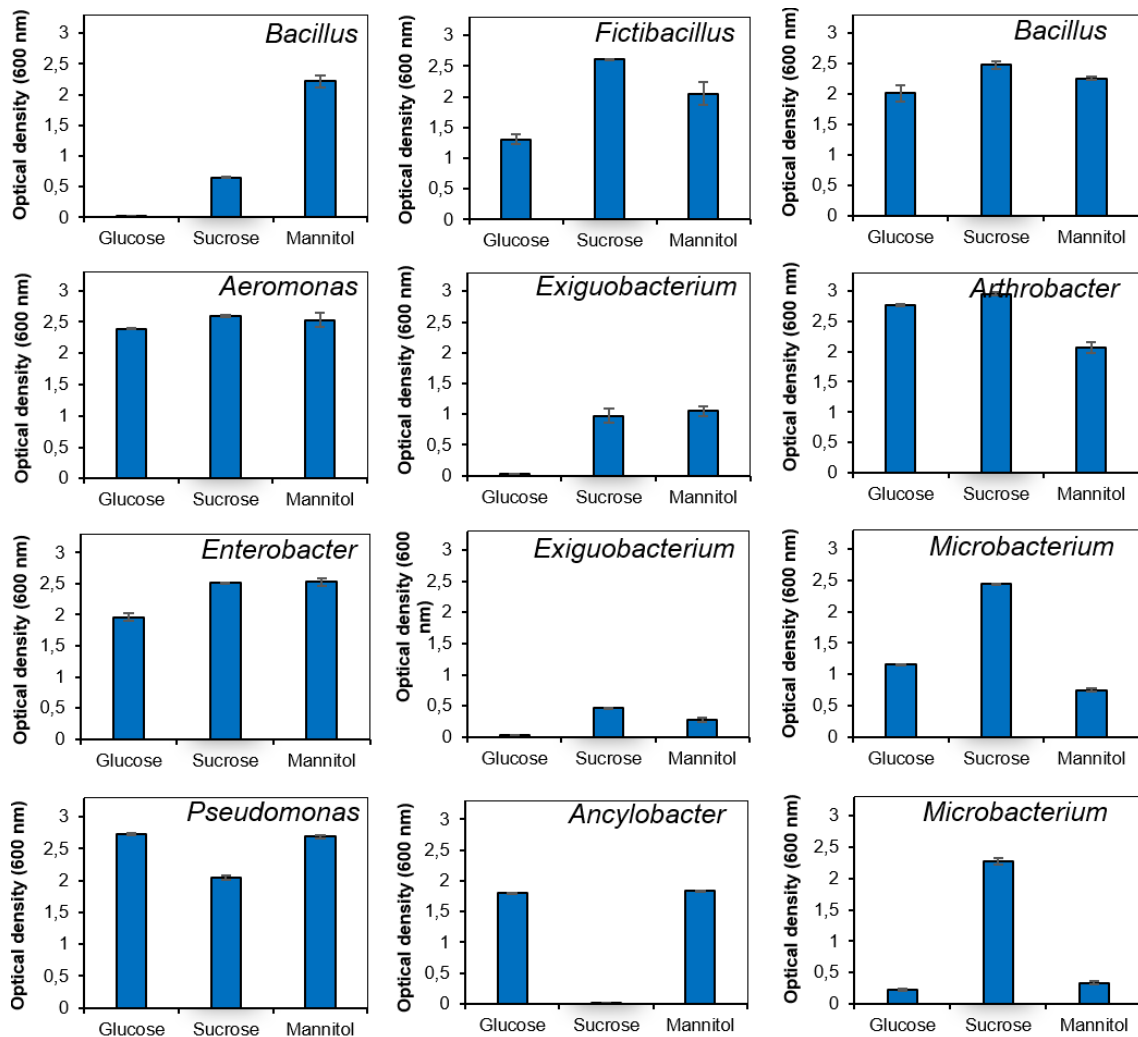 Bacillus
Optical density (600 nm)
3
2,5
2
1,5
1
0,5
0
Glucose Sucrose Mannitol
Fictibacillus
Optical density (600 nm)
3
2,5
2
1,5
1
0,5
0
Glucose Sucrose Mannitol
Bacillus
Optical density (600 nm)
3
2,5
2
1,5
1
0,5
0
Glucose Sucrose Mannitol
Aeromonas
Optical density (600 nm)
3
2,5
2
1,5
1
0,5
0
Glucose Sucrose Mannitol
Exiguobacterium
Optical density (600 nm)
3
2,5
2
1,5
1
0,5
0
Glucose Sucrose Mannitol
Arthrobacter
Optical density (600 nm)
3
2,5
2
1,5
1
0,5
0
Glucose Sucrose Mannitol
Enterobacter
Optical density (600 nm)
3
2,5
2
1,5
1
0,5
0
Glucose Sucrose Mannitol
Exiguobacterium
Optical density (600
nm)
3
2,5
2
1,5
1
0,5
0
Glucose Sucrose Mannitol
Microbacterium
Optical density (600 nm)
3
2,5
2
1,5
1
0,5
0
Glucose Sucrose Mannitol
Pseudomonas
Optical density (600 nm)
3
2,5
2
1,5
1
0,5
0
Glucose Sucrose Mannitol
Ancylobacter
Optical density (600 nm)
3
2,5
2
1,5
1
0,5
0
Glucose Sucrose Mannitol
Microbacterium
Optical density (600 nm)
3
2,5
2
1,5
1
0,5
0
Glucose Sucrose Mannitol